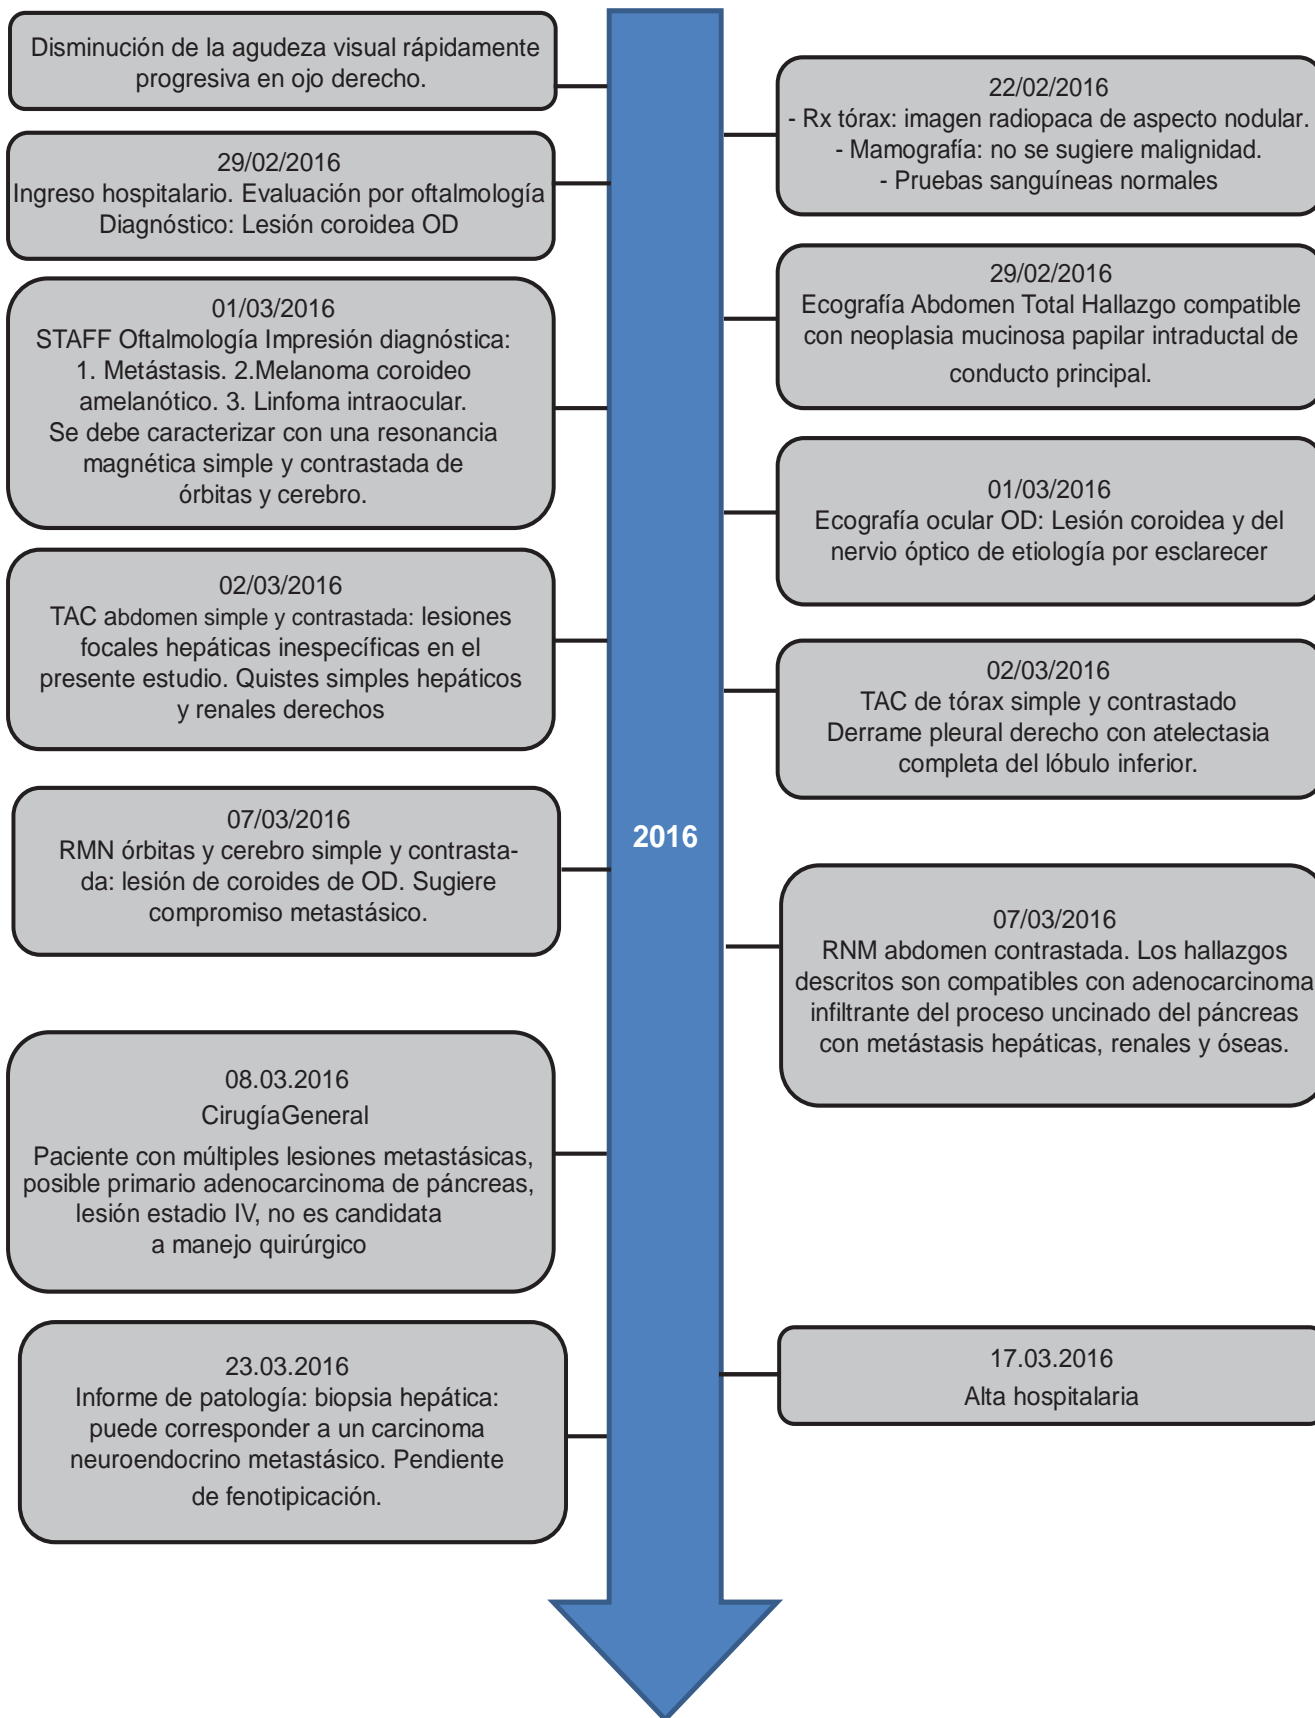 Disminución de la agudeza visual rápidamente
progresiva en ojo derecho.
22/02/2016
- Rx tórax: imagen radiopaca de aspecto nodular.
- Mamografía: no se sugiere malignidad.
- Pruebas sanguíneas normales
29/02/2016
Ingreso hospitalario. Evaluación por oftalmología
Diagnóstico: Lesión coroidea OD
29/02/2016
Ecografía Abdomen Total Hallazgo compatible
con neoplasia mucinosa papilar intraductal de
conducto principal.
01/03/2016
STAFF Oftalmología Impresión diagnóstica:
1. Metástasis. 2.Melanoma coroideo
amelanótico. 3. Linfoma intraocular.
Se debe caracterizar con una resonancia
magnética simple y contrastada de
órbitas y cerebro.
01/03/2016
Ecografía ocular OD: Lesión coroidea y del
nervio óptico de etiología por esclarecer
02/03/2016
TAC abdomen simple y contrastada: lesiones
focales hepáticas inespecíficas en el
presente estudio. Quistes simples hepáticos
y renales derechos
02/03/2016
TAC de tórax simple y contrastado
Derrame pleural derecho con atelectasia
completa del lóbulo inferior.
2016
07/03/2016
RMN órbitas y cerebro simple y contrasta-
da: lesión de coroides de OD. Sugiere
compromiso metastásico.
07/03/2016
RNM abdomen contrastada. Los hallazgos
descritos son compatibles con adenocarcinoma
infiltrante del proceso uncinado del páncreas
con metástasis hepáticas, renales y óseas.
08.03.2016
CirugíaGeneral
Paciente con múltiples lesiones metastásicas,
posible primario adenocarcinoma de páncreas,
lesión estadio IV, no es candidata
a manejo quirúrgico
17.03.2016
Alta hospitalaria
23.03.2016
Informe de patología: biopsia hepática:
puede corresponder a un carcinoma
neuroendocrino metastásico. Pendiente
de fenotipicación.